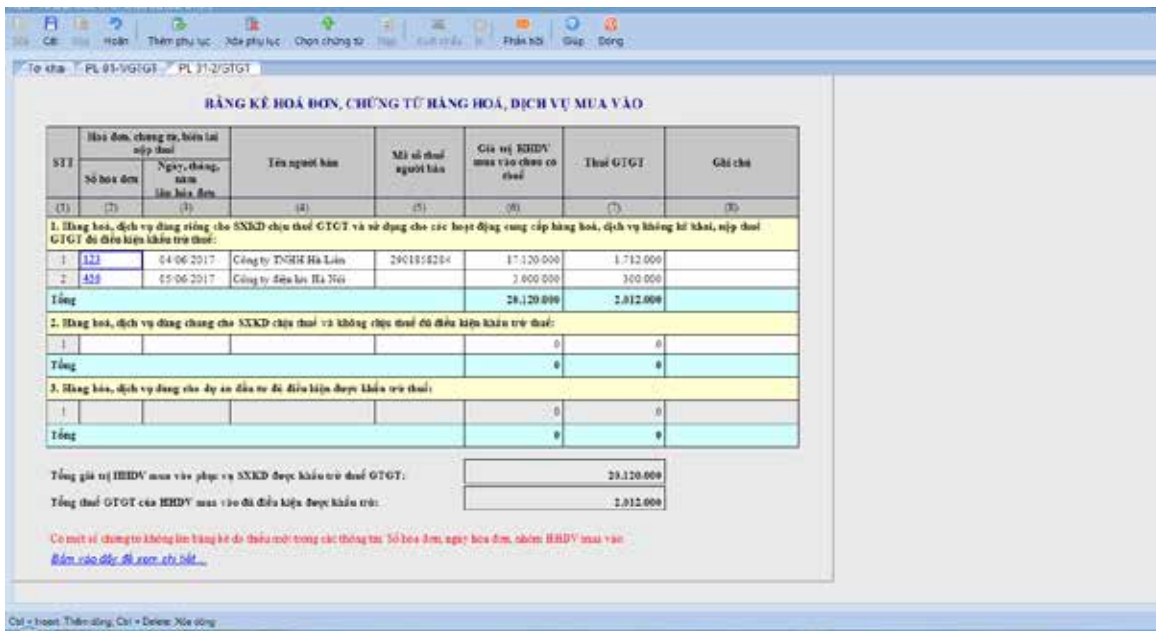 Cất Hoãn Thêm phụ lục Xóa phụ lục Chọn chứng từ Nạp In Phản hồi Giúp Đóng
Tờ khai PL 01-1/GTGT PL 01-2/GTGT
BẢNG KÊ HOÁ ĐƠN, CHỨNG TỪ HÀNG HOÁ, DỊCH VỤ MUA VÀO
STT
Hoá đơn, chứng từ, biên lai nộp thuế
Số hóa đơn
Ngày, tháng, năm lập hóa đơn
Tên người bán
Mã số thuế người bán
Giá trị HHDV mua vào chưa có thuế
Thuế GTGT
Ghi chú
(1) (2) (3) (4) (5) (6) (7) (8)
1. Hàng hoá, dịch vụ dùng riêng cho SXKD chịu thuế GTGT và sử dụng cho các hoạt động cung cấp hàng hoá, dịch vụ không kê khai, nộp thuế
GTGT đủ điều kiện khấu trừ thuế:
1 123 04/06/2017 Công ty TNHH Hà Liên 2901858284 17.120.000 1.712.000
2 05/06/2017 Công ty điện lực Hà Nội 3.000.000 300.000
Tổng 20.120.000 2.012.000
2. Hàng hoá, dịch vụ dùng chung cho SXKD chịu thuế và không chịu thuế đủ điều kiện khấu trừ thuế:
1 0 0
Tổng 0 0
3. Hàng hóa, dịch vụ dùng cho dự án đầu tư đủ điều kiện được khấu trừ thuế:
1 0 0
Tổng 0 0
Tổng giá trị HHDV mua vào phục vụ SXKD được khấu trừ thuế GTGT: 20.120.000
Tổng thuế GTGT của HHDV mua vào đủ điều kiện được khấu trừ: 2.012.000
Có một số chứng từ không lên bảng kê do thiếu một trong các thông tin: Số hóa đơn, ngày hóa đơn, nhóm HHDV mua vào
Bấm vào đây để xem chi tiết...
Ctrl + Insert: Thêm dòng, Ctrl + Delete: Xóa dòng